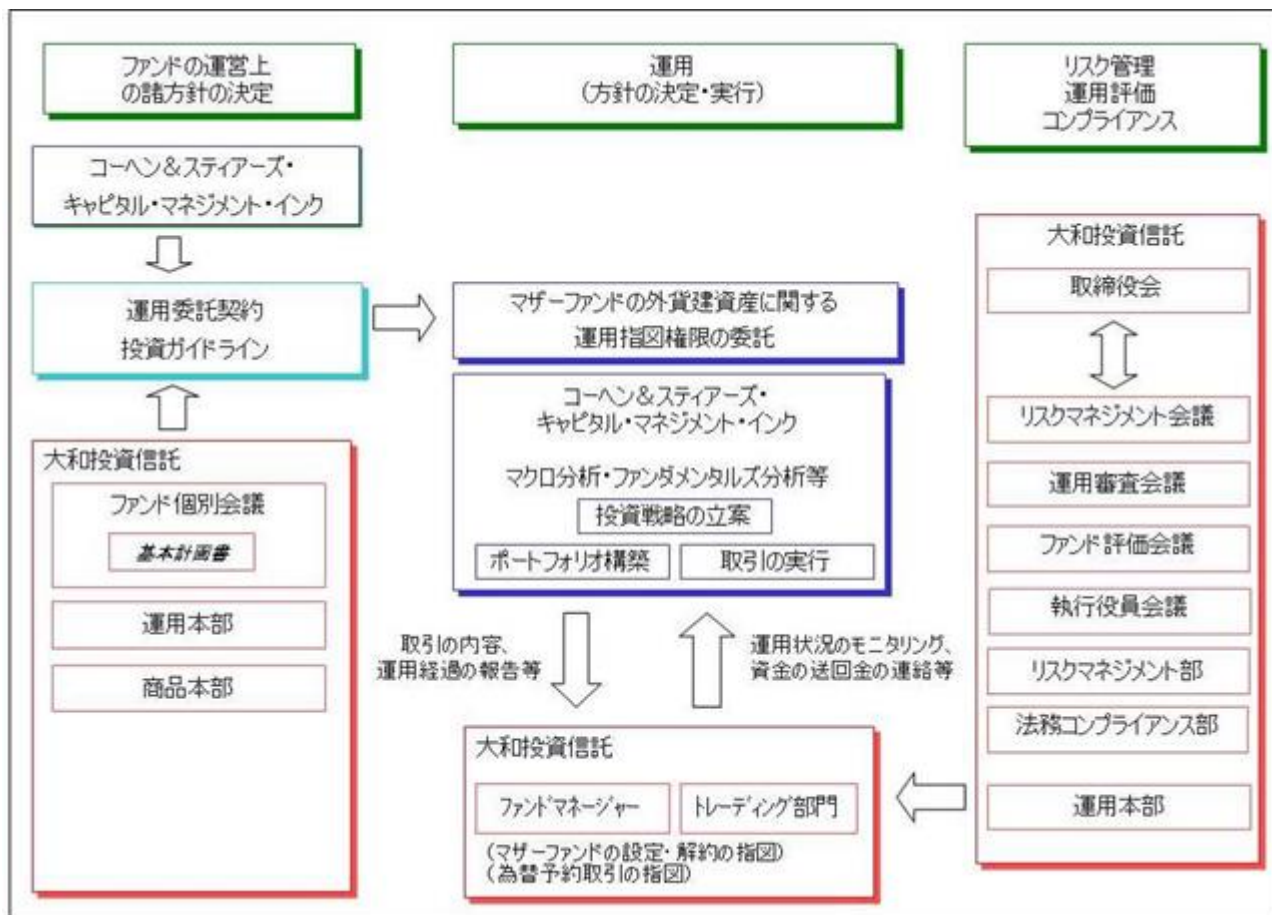 ファンドの運営上
の諸方針の決定
運用
(方針の決定・実行)
リスク管理
運用評価
コンプライアンス
コーヘン&スティアーズ・
キャピタル・マネジメント・インク
運用委託契約
投資ガイドライン
大和投資信託
ファンド個別会議
基本計画書
運用本部
商品本部
マザーファンドの外貨建資産に関する
運用指図権限の委託
コーヘン&スティアーズ・
キャピタル・マネジメント・インク
マクロ分析・ファンダメンタルズ分析等
投資戦略の立案
ポートフォリオ構築
取引の実行
取引の内容、
運用経過の報告等
運用状況のモニタリング、
資金の送回金の連絡等
大和投資信託
ファンドマネージャー
トレーディング部門
(マザーファンドの設定・解約の指図)
(為替予約取引の指図)
大和投資信託
取締役会
リスクマネジメント会議
運用審査会議
ファンド評価会議
執行役員会議
リスクマネジメント部
法務コンプライアンス部
運用本部